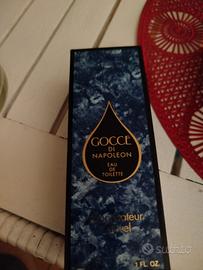 GOCCE
DI
NAPOLEON
EAU
DE
TOILETTE
1 FL. OZ.
subito